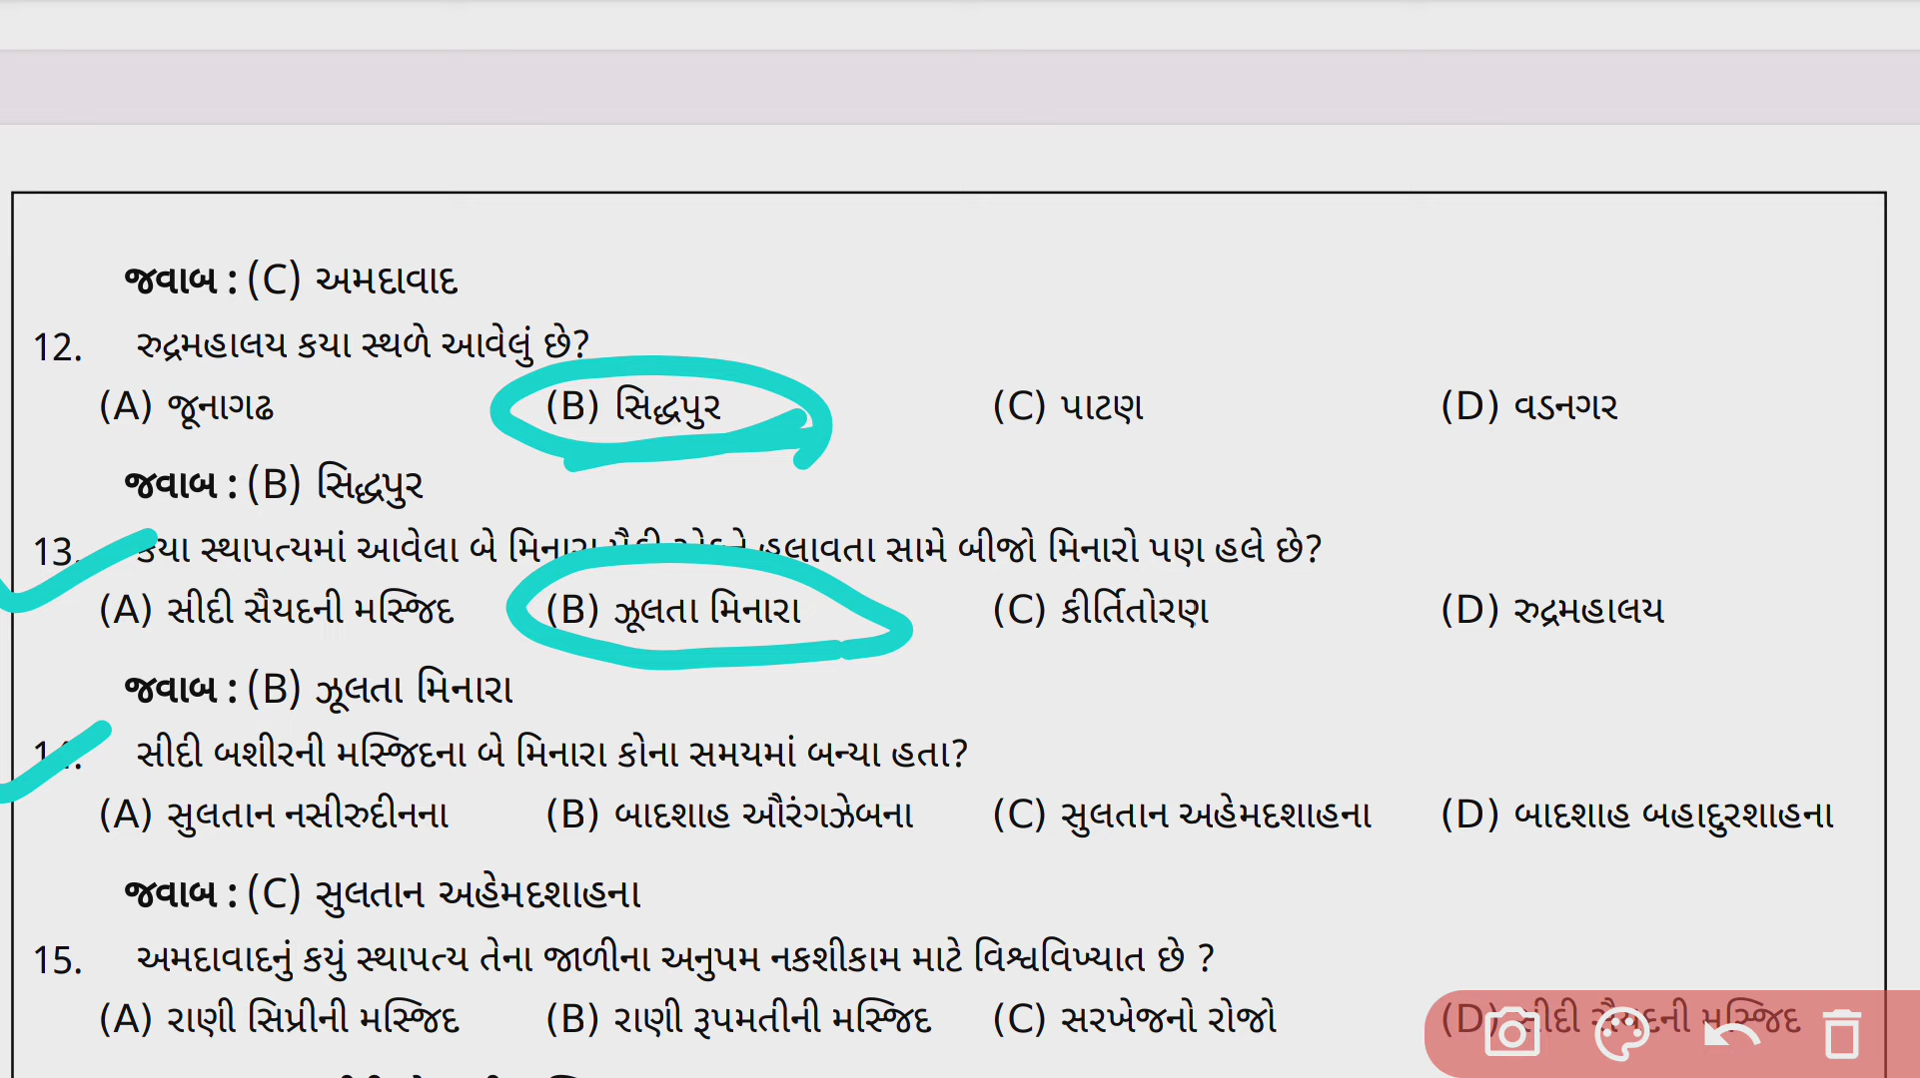 જવાબ : (C) અમદાવાદ
12. રુદ્રમહાલય કયા સ્થળે આવેલું છે?
(A) જૂનાગઢ (B) સિદ્ધપુર (C) પાટણ (D) વડનગર
જવાબ : (B) સિદ્ધપુર
13. કયા સ્થાપત્યમાં આવેલા બે મિનારા હલાવતા સામે બીજો મિનારો પણ હલે છે?
(A) સીદી સૈયદની મસ્જિદ (B) ઝૂલતા મિનારા (C) કીર્તિતોરણ (D) રુદ્રમહાલય
જવાબ : (B) ઝૂલતા મિનારા
14. સીદી બશીરની મસ્જિદના બે મિનારા કોના સમયમાં બન્યા હતા?
(A) સુલતાન નસીરુદીનના (B) બાદશાહ ઔરંગઝેબના (C) સુલતાન અહેમદશાહના (D) બાદશાહ બહાદુરશાહના
જવાબ : (C) સુલતાન અહેમદશાહના
15. અમદાવાદનું કયું સ્થાપત્ય તેના જાળીના અનુપમ નકશીકામ માટે વિશ્વવિખ્યાત છે ?
(A) રાણી સિપ્રીની મસ્જિદ (B) રાણી રૂપમતીની મસ્જિદ (C) સરખેજનો રોજો (D) સીદી સૈયદની મસ્જિદ